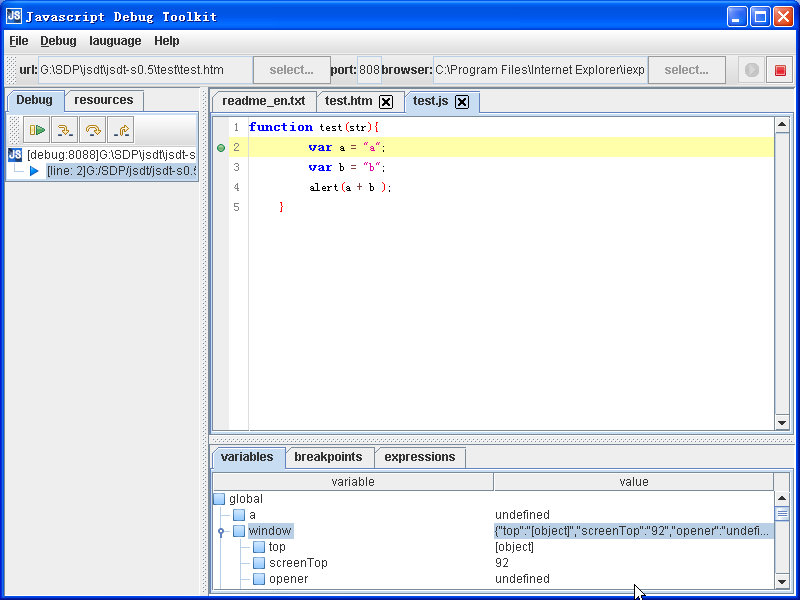 JS Javascript Debug Toolkit
File Debug lauguage Help
url: G:\SDP\jsdt\jsdt-s0.5\test\test.htm select... port: 808 browser: C:\Program Files\Internet Explorer\iexp select...
Debug resources
readme_en.txt test.htm test.js
JS [debug:8088]G:\SDP\jsdt\jsdt-s
[line: 2]G:/SDP/jsdt/jsdt-s0.5
1 function test(str){
2 var a = "a";
3 var b = "b";
4 alert(a + b );
5 }
variables breakpoints expressions
variable value
global
a undefined
window {"top":"[object]","screenTop":"92","opener":"undefi...
top [object]
screenTop 92
opener undefined